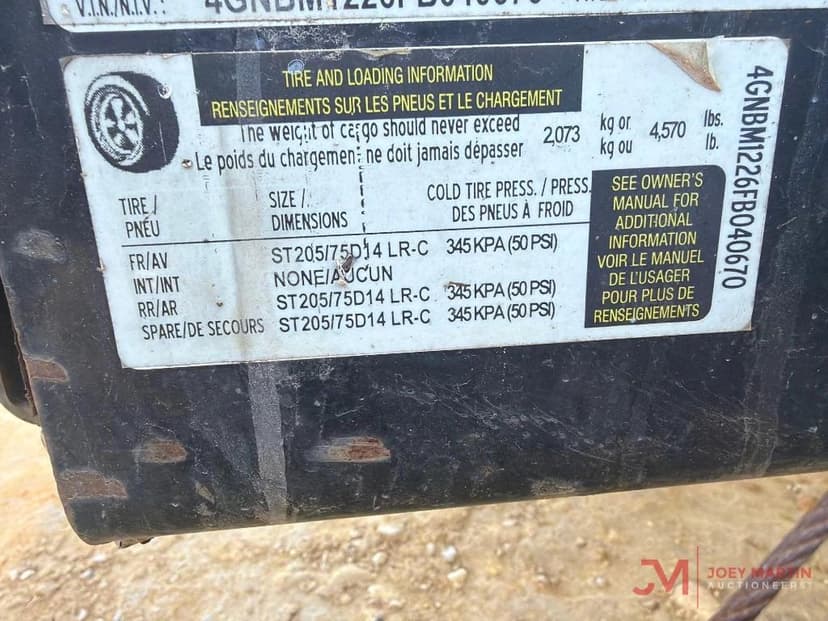 V.I.N./N.I.V.:
TIRE AND LOADING INFORMATION
RENSEIGNEMENTS SUR LES PNEUS ET LE CHARGEMENT
The weight of cargo should never exceed 2,073 kg or 4,570 lbs.
Le poids du chargement ne doit jamais dépasser kg ou lb.
TIRE / SIZE / COLD TIRE PRESS. / PRESS.
PNÉU DIMENSIONS DES PNEUS À FROID
FR/AV ST205/75D14 LR-C 345 KPA (50 PSI)
INT/INT NONE/AUCUN
RR/AR ST205/75D14 LR-C 345 KPA (50 PSI)
SPARE/DE SECOURS ST205/75D14 LR-C 345 KPA (50 PSI)
SEE OWNER'S
MANUAL FOR
ADDITIONAL
INFORMATION
VOIR LE MANUEL
DE L'USAGER
POUR PLUS DE
RENSEIGNEMENTS
4GNBM1226FB040670
JM JOEY MARTIN
AUCTIONEERS